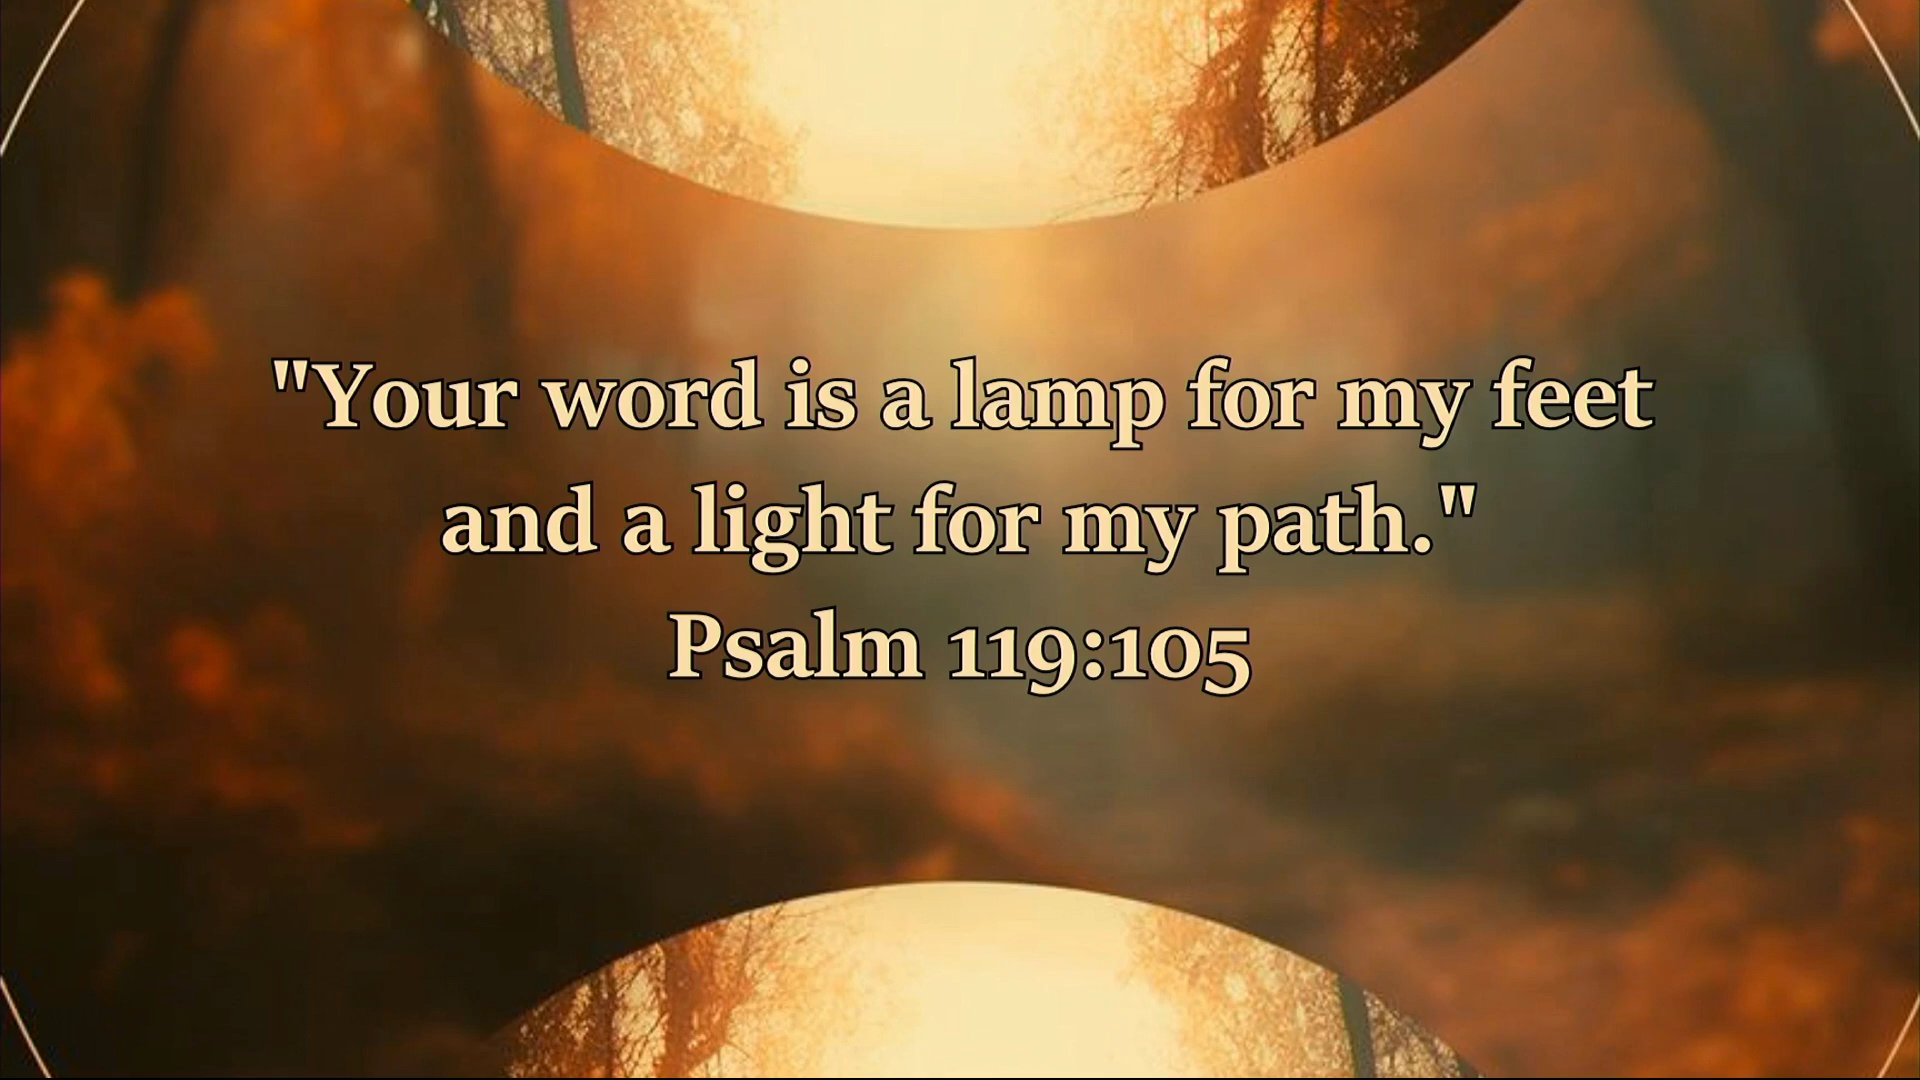 "Your word is a lamp for my feet
and a light for my path."
Psalm 119:105